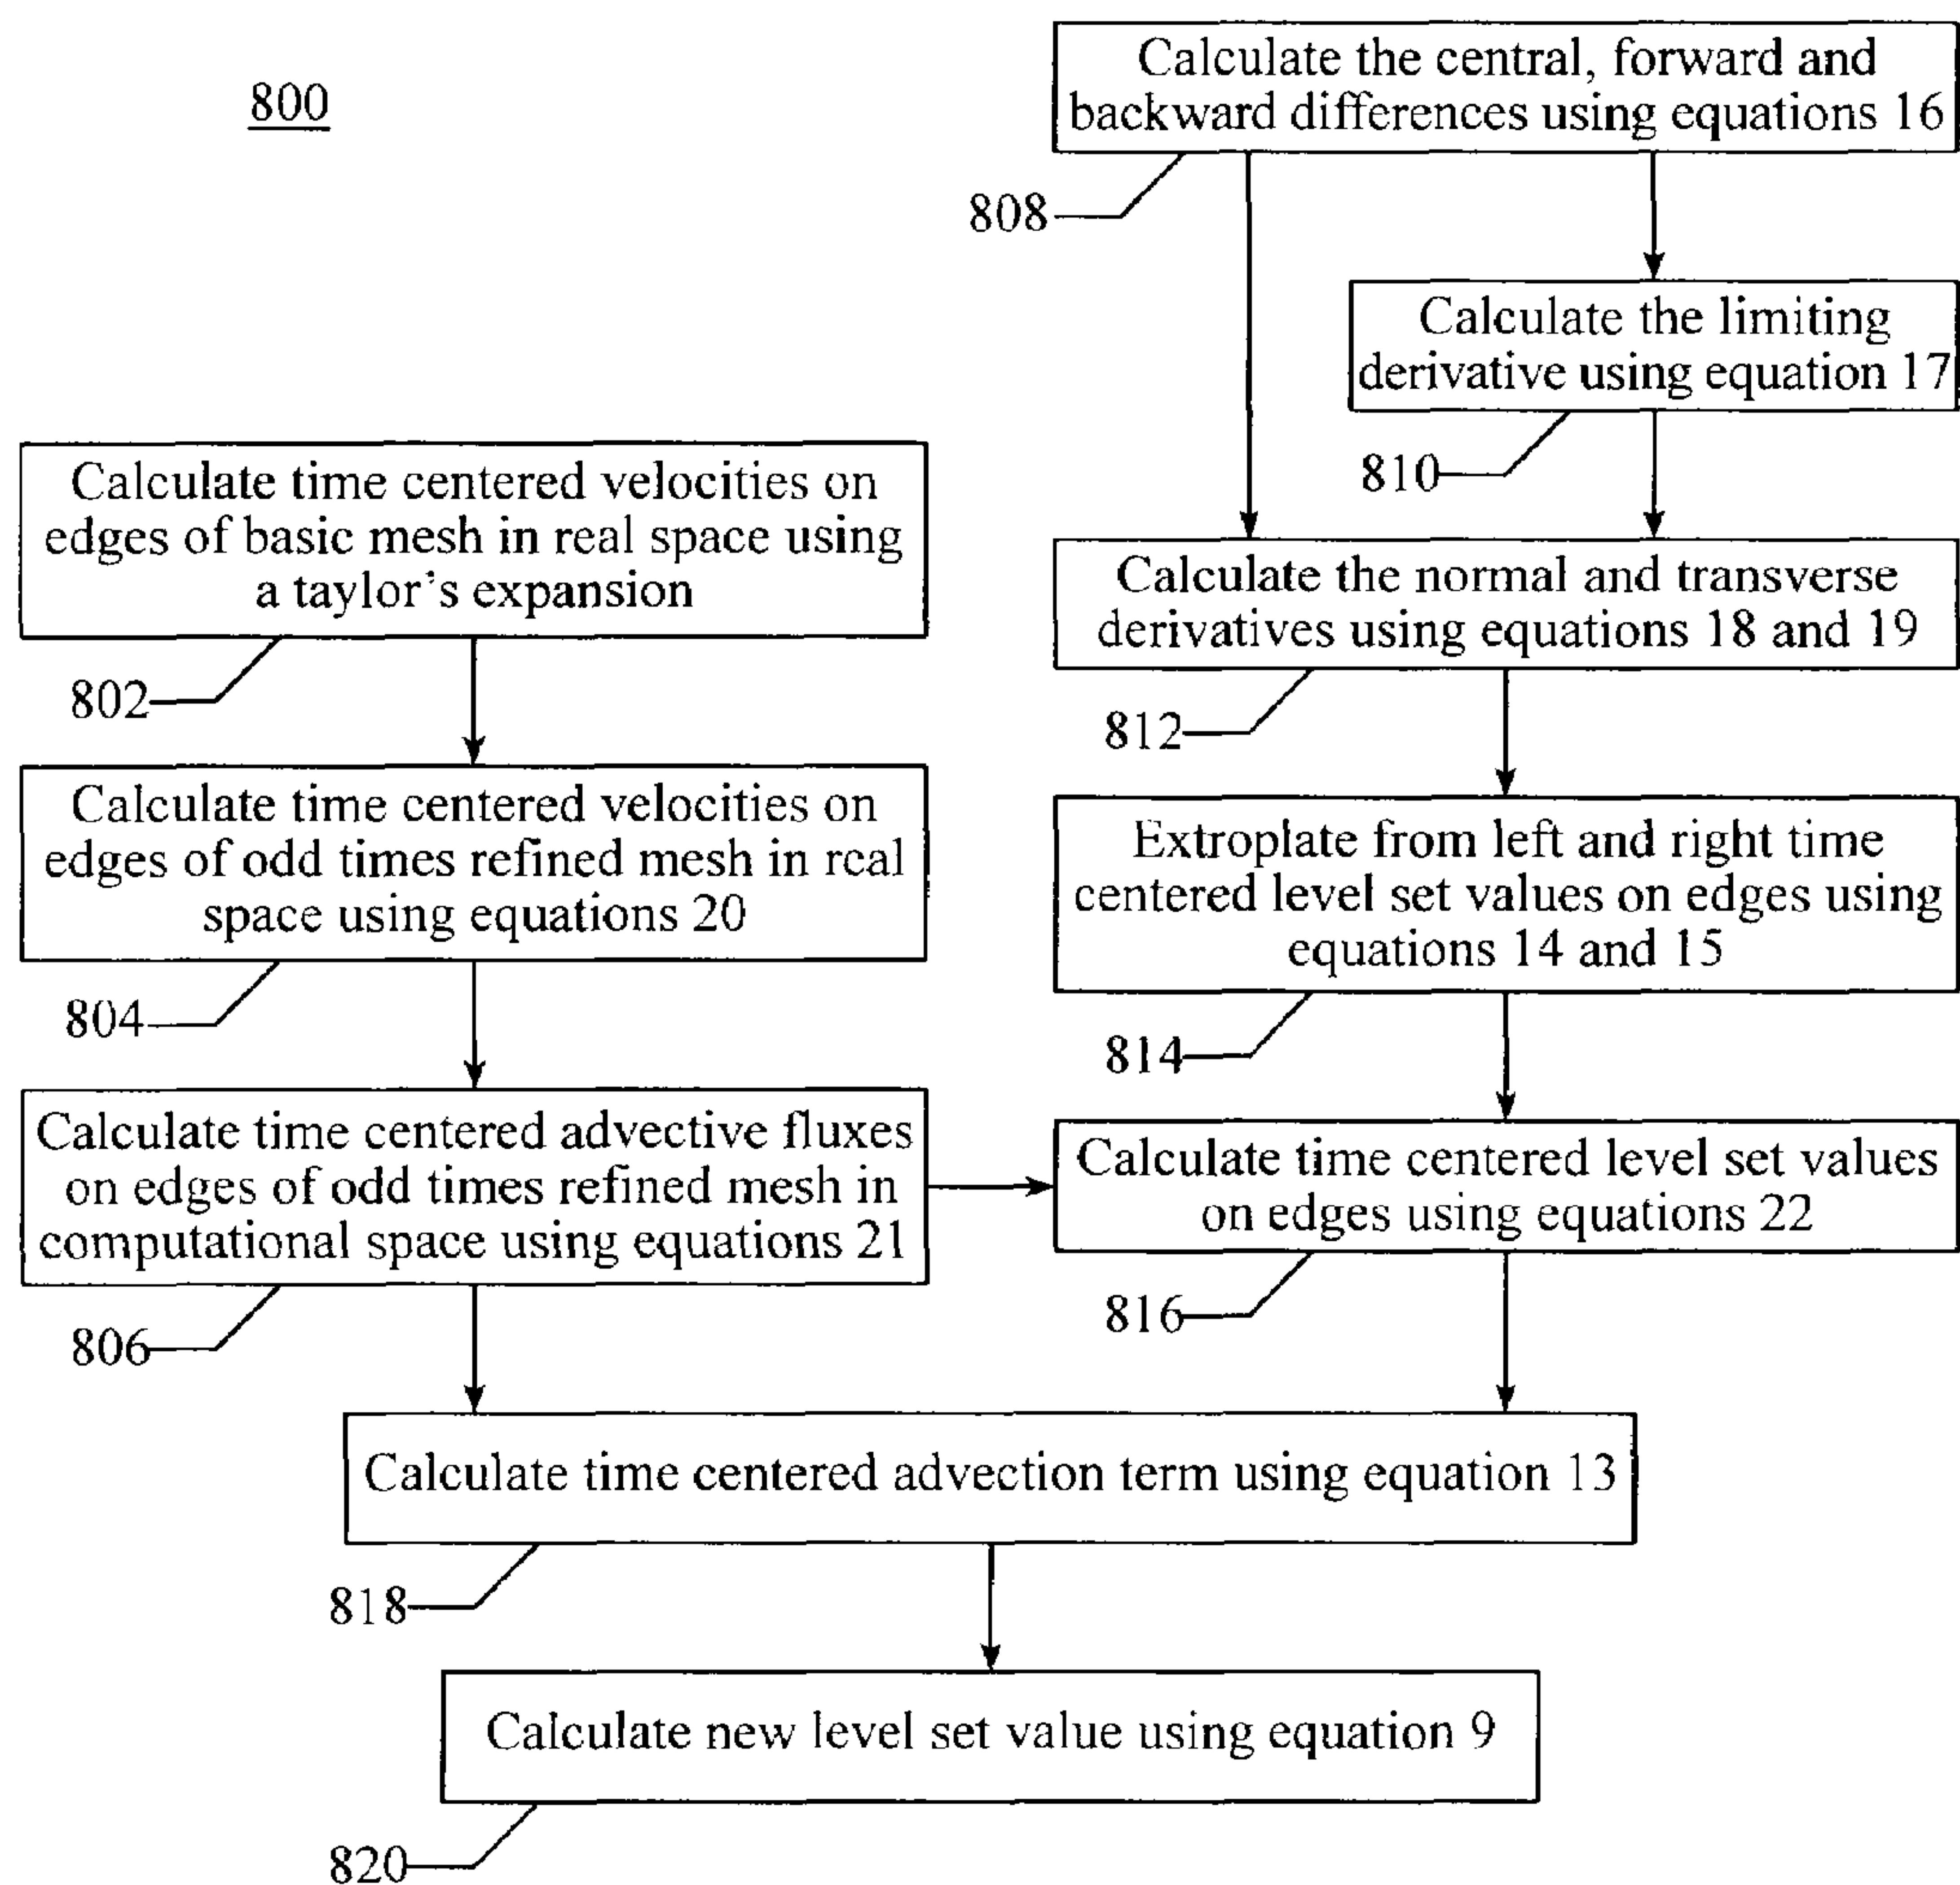 800
Calculate the central, forward and
backward differences using equations 16
808
Calculate the limiting
derivative using equation 17
810
Calculate time centered velocities on
edges of basic mesh in real space using
a taylor's expansion
802
Calculate the normal and transverse
derivatives using equations 18 and 19
812
Calculate time centered velocities on
edges of odd times refined mesh in real
space using equations 20
804
Extroplate from left and right time
centered level set values on edges using
equations 14 and 15
814
Calculate time centered advective fluxes
on edges of odd times refined mesh in
computational space using equations 21
806
Calculate time centered level set values
on edges using equations 22
816
Calculate time centered advection term using equation 13
818
Calculate new level set value using equation 9
820